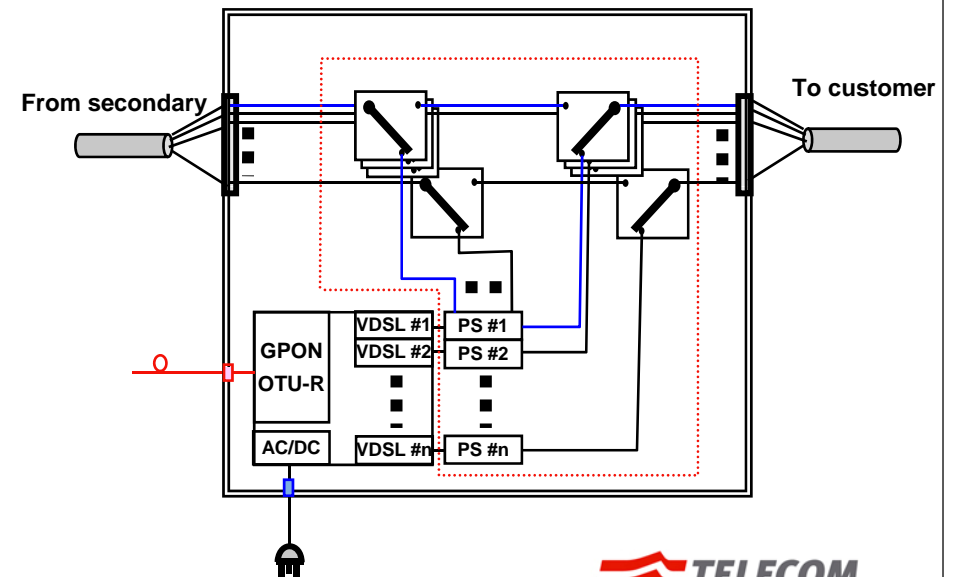 From secondary
To customer
VDSL #1
PS #1
VDSL #2
PS #2
GPON
OTU-R
AC/DC
VDSL #n
PS #n
TELECOM